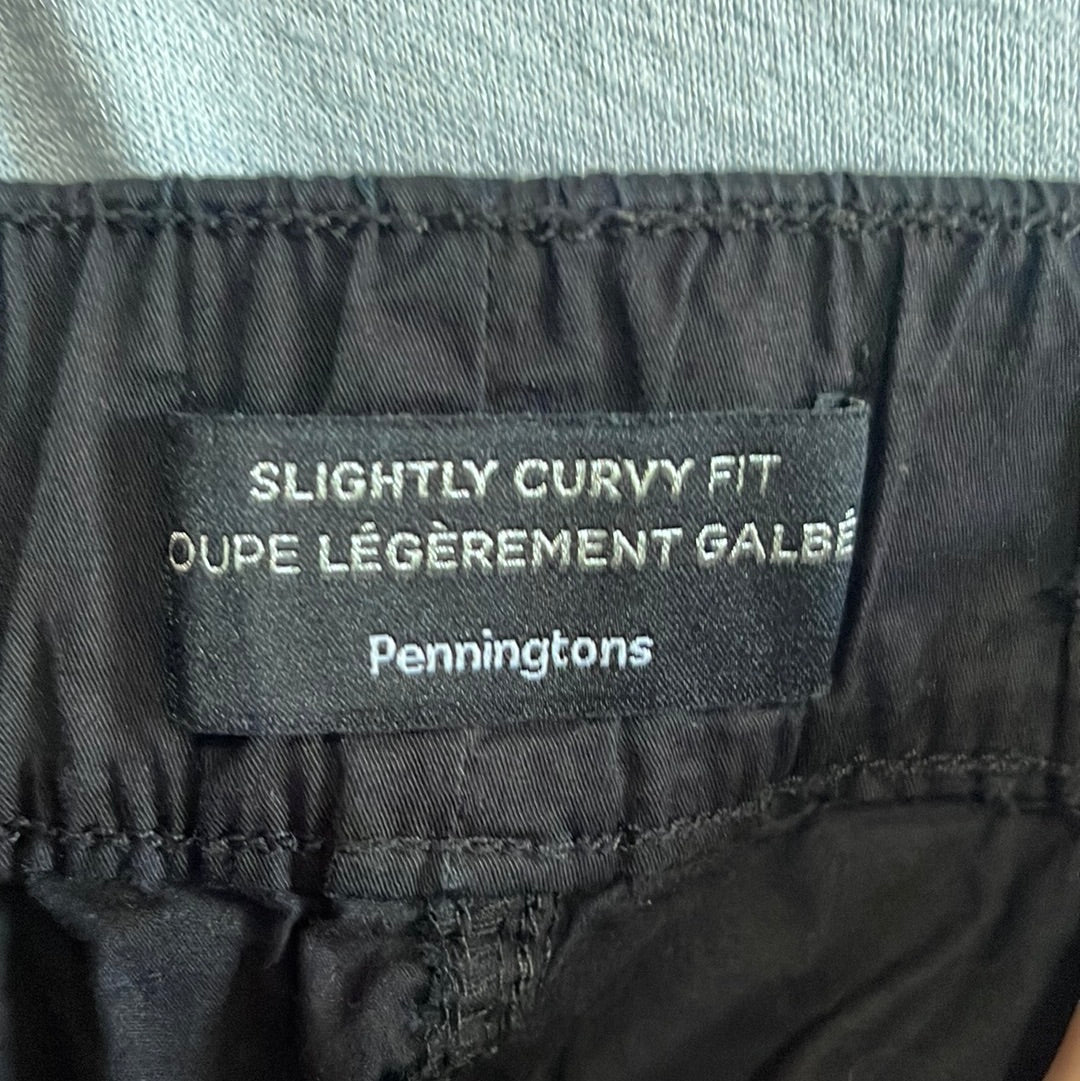 SLIGHTLY CURVY FIT
OUPE LÉGÈREMENT GALBÉ
Penningtons